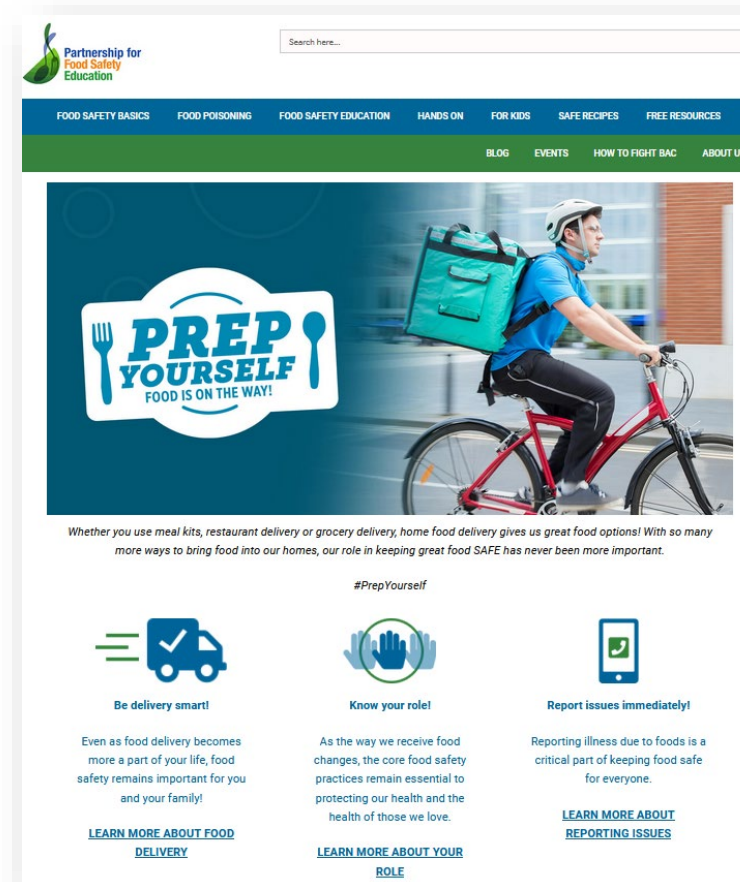 Partnership for
Food Safety
Education
Search here...
FOOD SAFETY BASICS FOOD POISONING FOOD SAFETY EDUCATION HANDS ON FOR KIDS SAFE RECIPES FREE RESOURCES
BLOG EVENTS HOW TO FIGHT BAC ABOUT U
PREP
YOURSELF
FOOD IS ON THE WAY!
Whether you use meal kits, restaurant delivery or grocery delivery, home food delivery gives us great food options! With so many
more ways to bring food into our homes, our role in keeping great food SAFE has never been more important.
#PrepYourself
Be delivery smart!
Even as food delivery becomes
more a part of your life, food
safety remains important for you
and your family!
LEARN MORE ABOUT FOOD
DELIVERY
Know your role!
As the way we receive food
changes, the core food safety
practices remain essential to
protecting our health and the
health of those we love.
LEARN MORE ABOUT YOUR
ROLE
Report issues immediately!
Reporting illness due to foods is a
critical part of keeping food safe
for everyone.
LEARN MORE ABOUT
REPORTING ISSUES